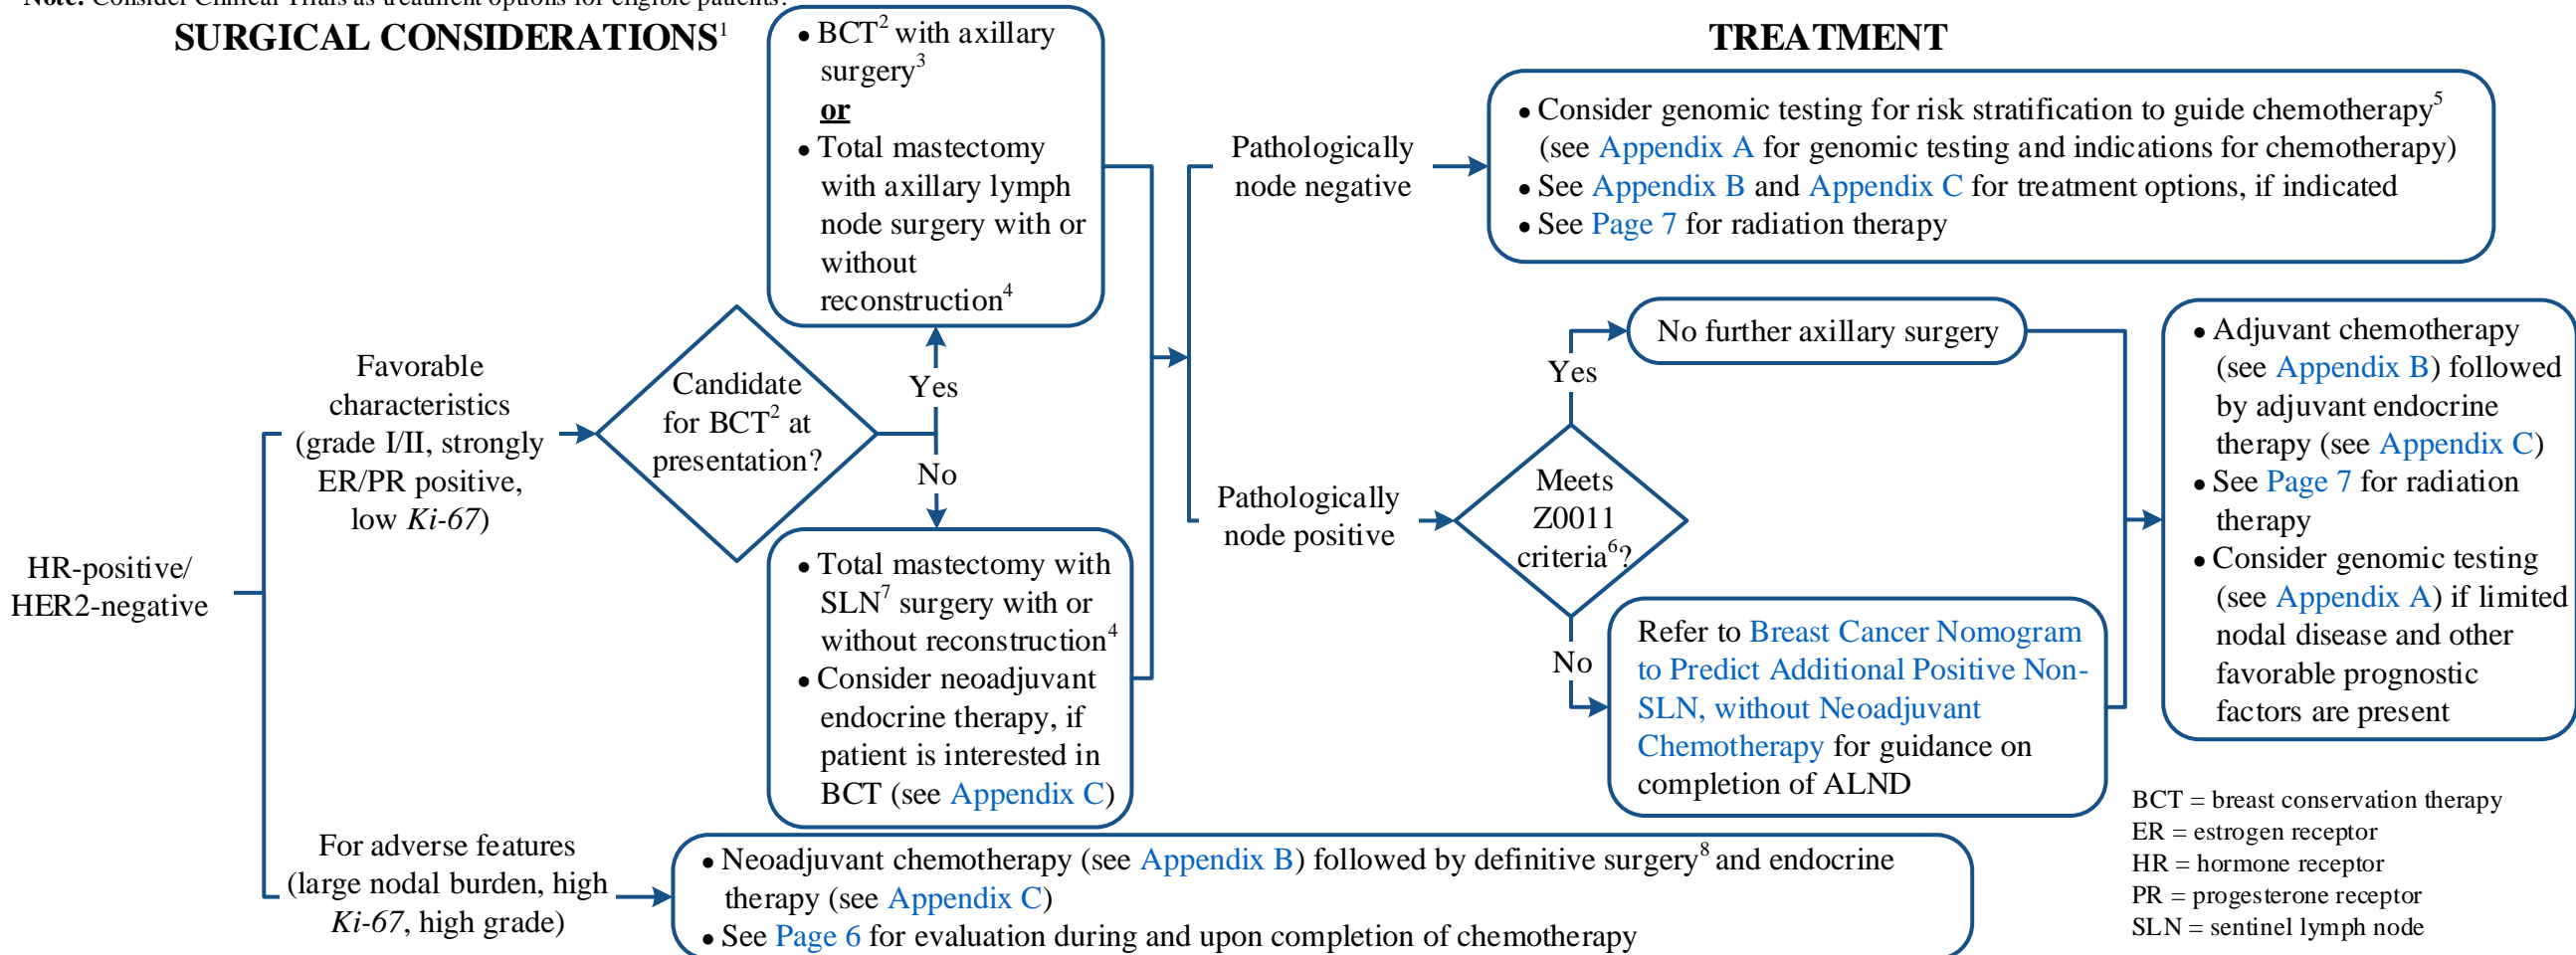 Note: Consider Clinical Trials as treatment options for eligible patients.
SURGICAL CONSIDERATIONS1
TREATMENT
HR-positive/
HER2-negative
Favorable
characteristics
(grade I/II, strongly
ER/PR positive,
low Ki-67)
Candidate
for BCT2 at
presentation?
Yes
No
• BCT2 with axillary
surgery3
or
• Total mastectomy
with axillary lymph
node surgery with or
without
reconstruction4
• Total mastectomy with
SLN7 surgery with or
without reconstruction4
• Consider neoadjuvant
endocrine therapy, if
patient is interested in
BCT (see Appendix C)
Pathologically
node negative
• Consider genomic testing for risk stratification to guide chemotherapy5
(see Appendix A for genomic testing and indications for chemotherapy)
• See Appendix B and Appendix C for treatment options, if indicated
• See Page 7 for radiation therapy
Pathologically
node positive
Meets
Z0011
criteria6?
Yes
No further axillary surgery
No
Refer to Breast Cancer Nomogram
to Predict Additional Positive Non-
SLN, without Neoadjuvant
Chemotherapy for guidance on
completion of ALND
• Adjuvant chemotherapy
(see Appendix B) followed
by adjuvant endocrine
therapy (see Appendix C)
• See Page 7 for radiation
therapy
• Consider genomic testing
(see Appendix A) if limited
nodal disease and other
favorable prognostic
factors are present
For adverse features
(large nodal burden, high
Ki-67, high grade)
• Neoadjuvant chemotherapy (see Appendix B) followed by definitive surgery8 and endocrine
therapy (see Appendix C)
• See Page 6 for evaluation during and upon completion of chemotherapy
BCT = breast conservation therapy
ER = estrogen receptor
HR = hormone receptor
PR = progesterone receptor
SLN = sentinel lymph node